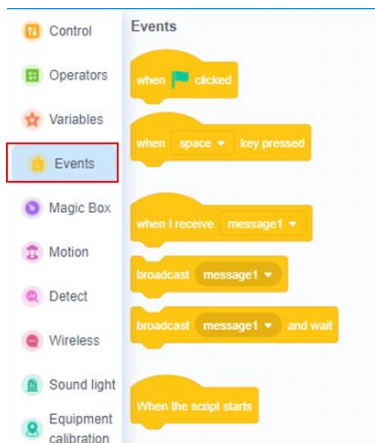 Control
Operators
Variables
Events
Magic Box
Motion
Detect
Wireless
Sound light
Equipment
calibration
Events
when clicked
when space key pressed
when I receive message1
broadcast message1
broadcast message1 and wait
When the script starts